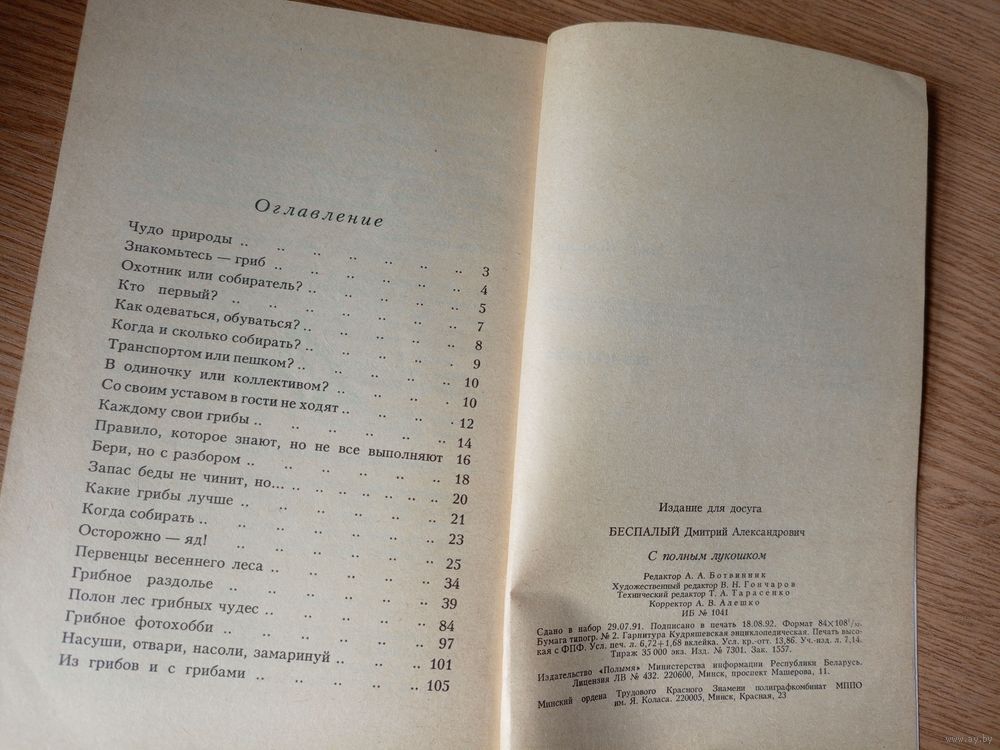 Оглавление
Чудо природы .. .. .. .. .. .. .. 3
Знакомьтесь — гриб .. .. .. .. .. .. 4
Охотник или собиратель? .. .. .. .. .. 5
Кто первый? .. .. .. .. .. .. .. 7
Как одеваться, обуваться? .. .. .. .. .. 8
Когда и сколько собирать? .. .. .. .. . 9
Транспортом или пешком? .. .. .. .. .. 10
В одиночку или коллективом? .. .. .. . 10
Со своим уставом в гости не ходят .. .. .. . 12
Каждому свои грибы .. .. .. .. .. .. 14
Правило, которое знают, но не все выполняют 16
Бери, но с разбором .. .. .. .. .. .. 18
Запас беды не чинит, но... .. .. .. .. .. .. 20
Какие грибы лучше .. .. .. .. .. .. 21
Когда собирать .. .. .. .. .. .. .. 23
Осторожно — яд! .. .. .. .. .. .. 25
Первенцы весеннего леса .. .. .. .. .. 34
Грибное раздолье .. .. .. .. .. .. 39
Полон лес грибных чудес .. .. .. .. .. 84
Грибное фотохобби .. .. .. .. .. .. 97
Насуши, отвари, насоли, замаринуй .. .. .. .. 101
Из грибов и с грибами .. .. .. .. .. 105
Издание для досуга
БЕСПАЛЫЙ Дмитрий Александрович
С полным лукошком
Редактор А. А. Ботвинник
Художественный редактор В. Н. Гончаров
Технический редактор Т. А. Тарасенко
Корректор А. В. Алешко
ИБ № 1041
Сдано в набор 29.07.91. Подписано в печать 18.08.92. Формат 84×108 1/32.
Бумага типогр. № 2. Гарнитура Кудряшевская энциклопедическая. Печать высо-
кая с ФПФ. Усл. печ. л. 6,72+1,68 вклейка. Усл. кр.-отт. 13,86. Уч.-изд. л. 7,14.
Тираж 35 000 экз. Изд. № 7301. Зак. 1557.
Издательство «Полымя» Министерства информации Республики Беларусь.
Лицензия ЛВ № 432. 220600, Минск, проспект Машерова, 11.
Минский ордена Трудового Красного Знамени полиграфкомбинат МППО
им. Я. Коласа. 220005, Минск, Красная, 23
www.ay.by